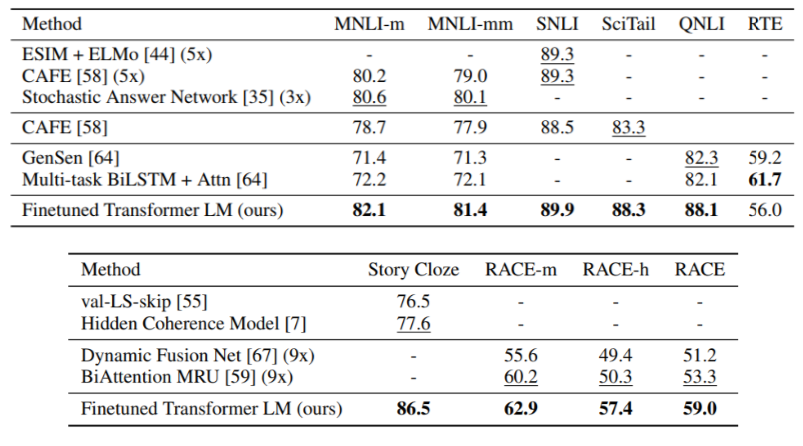 Method MNLI-m MNLI-mm SNLI SciTail QNLI RTE
ESIM + ELMo [44] (5x) - - 89.3 - - -
CAFE [58] (5x) 80.2 79.0 89.3 - - -
Stochastic Answer Network [35] (3x) 80.6 80.1 - - - -
CAFE [58] 78.7 77.9 88.5 83.3
GenSen [64] 71.4 71.3 - - 82.3 59.2
Multi-task BiLSTM + Attn [64] 72.2 72.1 - - 82.1 61.7
Finetuned Transformer LM (ours) 82.1 81.4 89.9 88.3 88.1 56.0
Method Story Cloze RACE-m RACE-h RACE
val-LS-skip [55] 76.5 - - -
Hidden Coherence Model [7] 77.6 - - -
Dynamic Fusion Net [67] (9x) - 55.6 49.4 51.2
BiAttention MRU [59] (9x) - 60.2 50.3 53.3
Finetuned Transformer LM (ours) 86.5 62.9 57.4 59.0